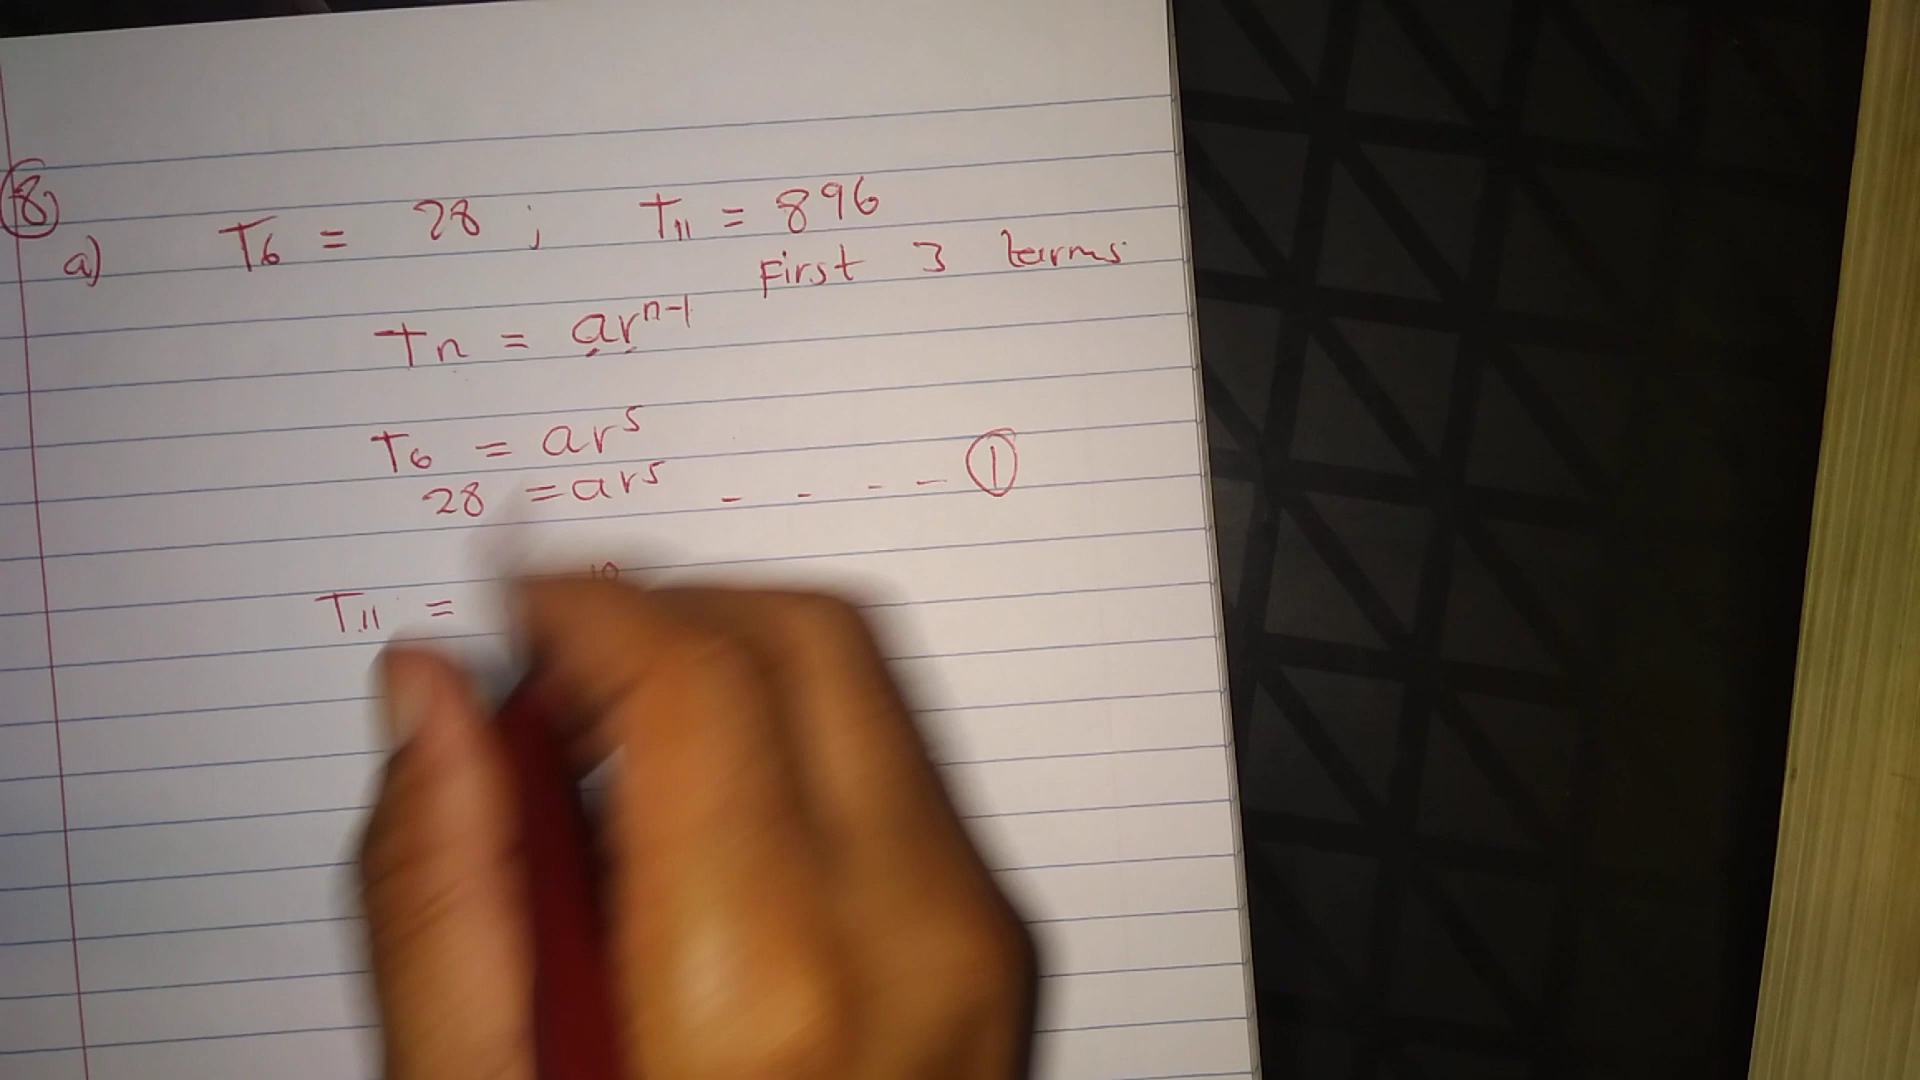 8
a) T6 = 28 ; T11 = 896
First 3 terms
Tn = ar^n-1
T6 = ar^5
28 = ar^5 - - - - 1
T11 = 10